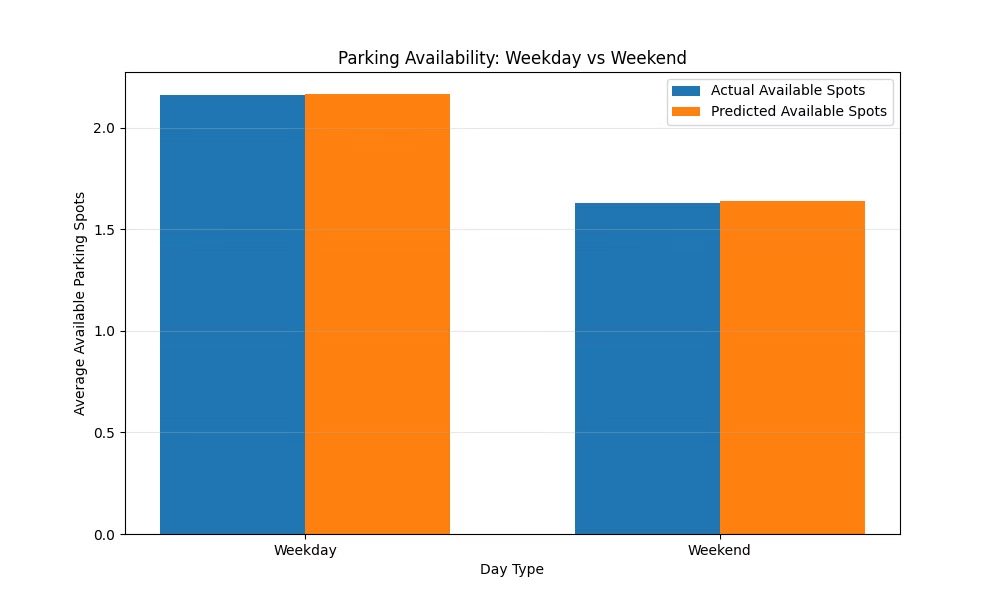 Parking Availability: Weekday vs Weekend
Actual Available Spots
Predicted Available Spots
Average Available Parking Spots
2.0
1.5
1.0
0.5
0.0
Weekday
Weekend
Day Type